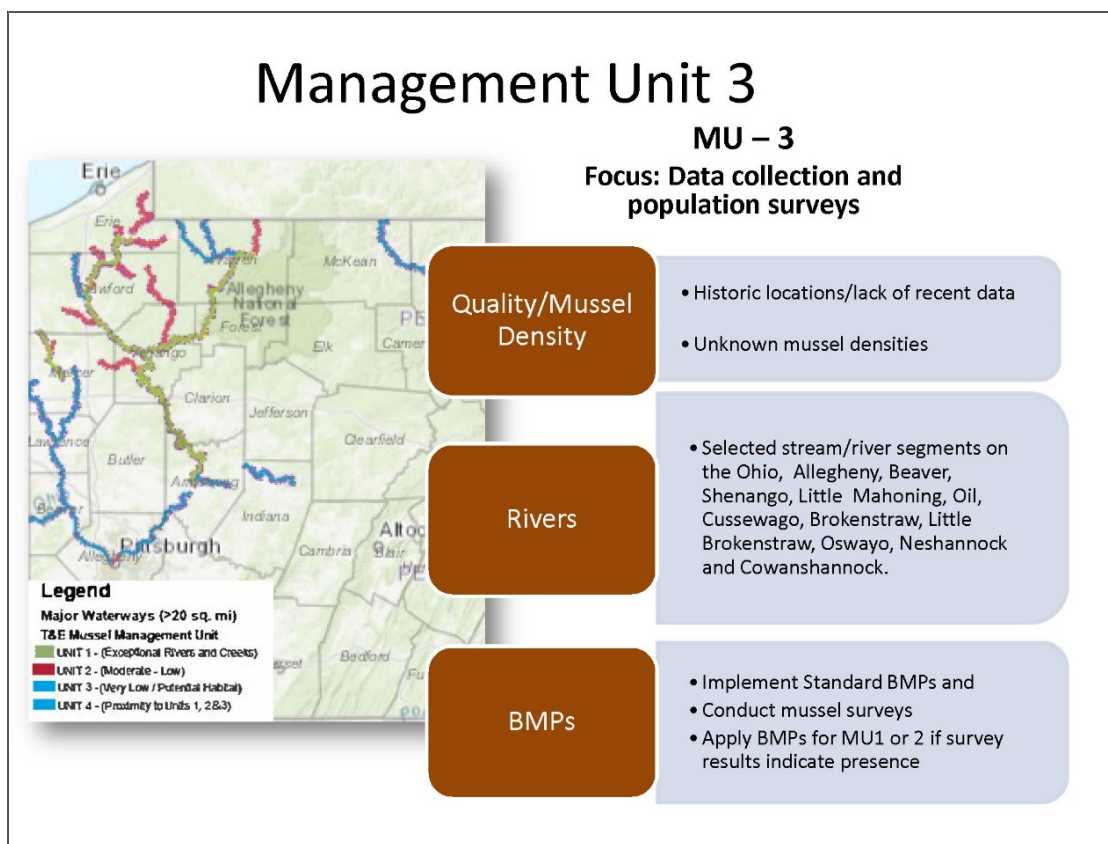 Management Unit 3
MU – 3
Focus: Data collection and
population surveys
Erie
Erie
Warren
McKean
Crawford
Allegheny
National
Forest
Forest
Venango
Elk
Camer
Mercer
Clarion
Jefferson
Clearfield
Lawrence
Butler
Armstrong
Indiana
Beaver
Pittsburgh
Allegheny
Cambria
Blair
Altoo
Bedford
Legend
Major Waterways (>20 sq. mi)
T&E Mussel Management Unit
UNIT 1 - (Exceptional Rivers and Creeks)
UNIT 2 - (Moderate - Low)
UNIT 3 - (Very Low / Potential Habitat)
UNIT 4 - (Proximity to Units 1, 2&3)
Quality/Mussel
Density
• Historic locations/lack of recent data
• Unknown mussel densities
Rivers
• Selected stream/river segments on
the Ohio, Allegheny, Beaver,
Shenango, Little Mahoning, Oil,
Cussewago, Brokenstraw, Little
Brokenstraw, Oswayo, Neshannock
and Cowanshannock.
BMPs
• Implement Standard BMPs and
• Conduct mussel surveys
• Apply BMPs for MU1 or 2 if survey
results indicate presence